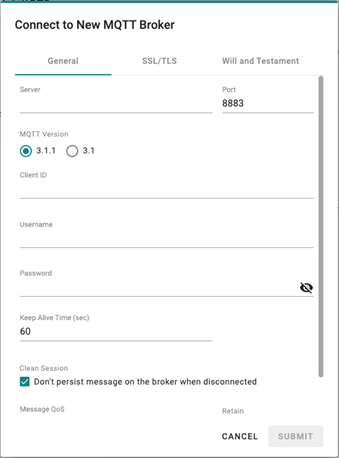 Connect to New MQTT Broker
General SSL/TLS Will and Testament
Server Port
8883
MQTT Version
3.1.1 3.1
Client ID
Username
Password
Keep Alive Time (sec)
60
Clean Session
Don't persist message on the broker when disconnected
Message QoS Retain
CANCEL SUBMIT